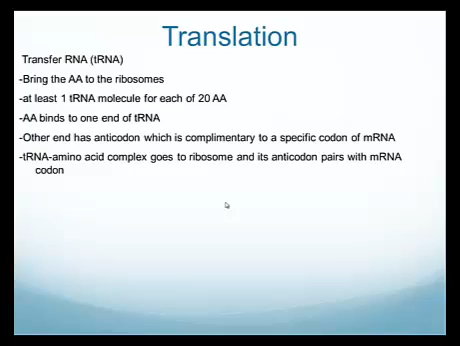 Translation
Transfer RNA (tRNA)
-Bring the AA to the ribosomes
-at least 1 tRNA molecule for each of 20 AA
-AA binds to one end of tRNA
-Other end has anticodon which is complimentary to a specific codon of mRNA
-tRNA-amino acid complex goes to ribosome and its anticodon pairs with mRNA
codon